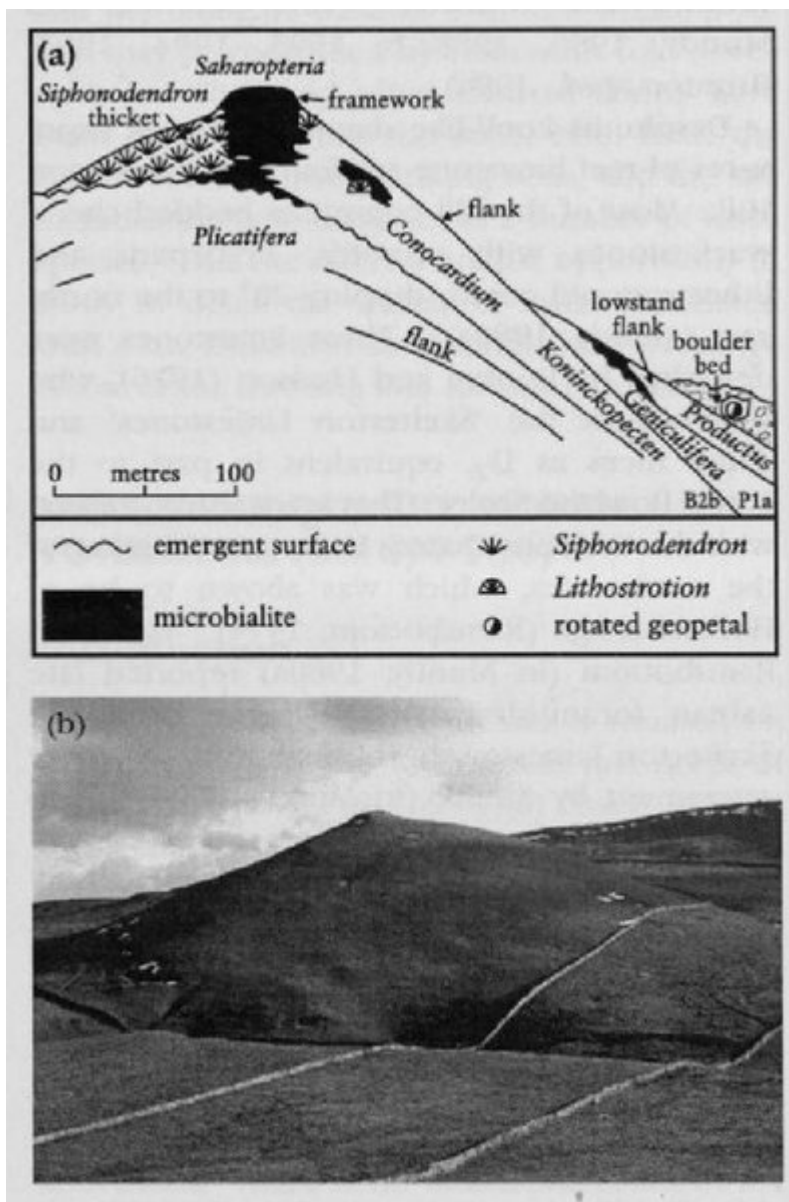 (a)
Saharopteria
Siphonodendron
thicket
framework
flank
Plicatifera
Conocardium
lowstand
flank
boulder
bed
flank
Koninckopecten
Geniculifera
Productus
0 metres 100
B2b P1a
emergent surface
Siphonodendron
Lithostrotion
microbialite
rotated geopetal
(b)